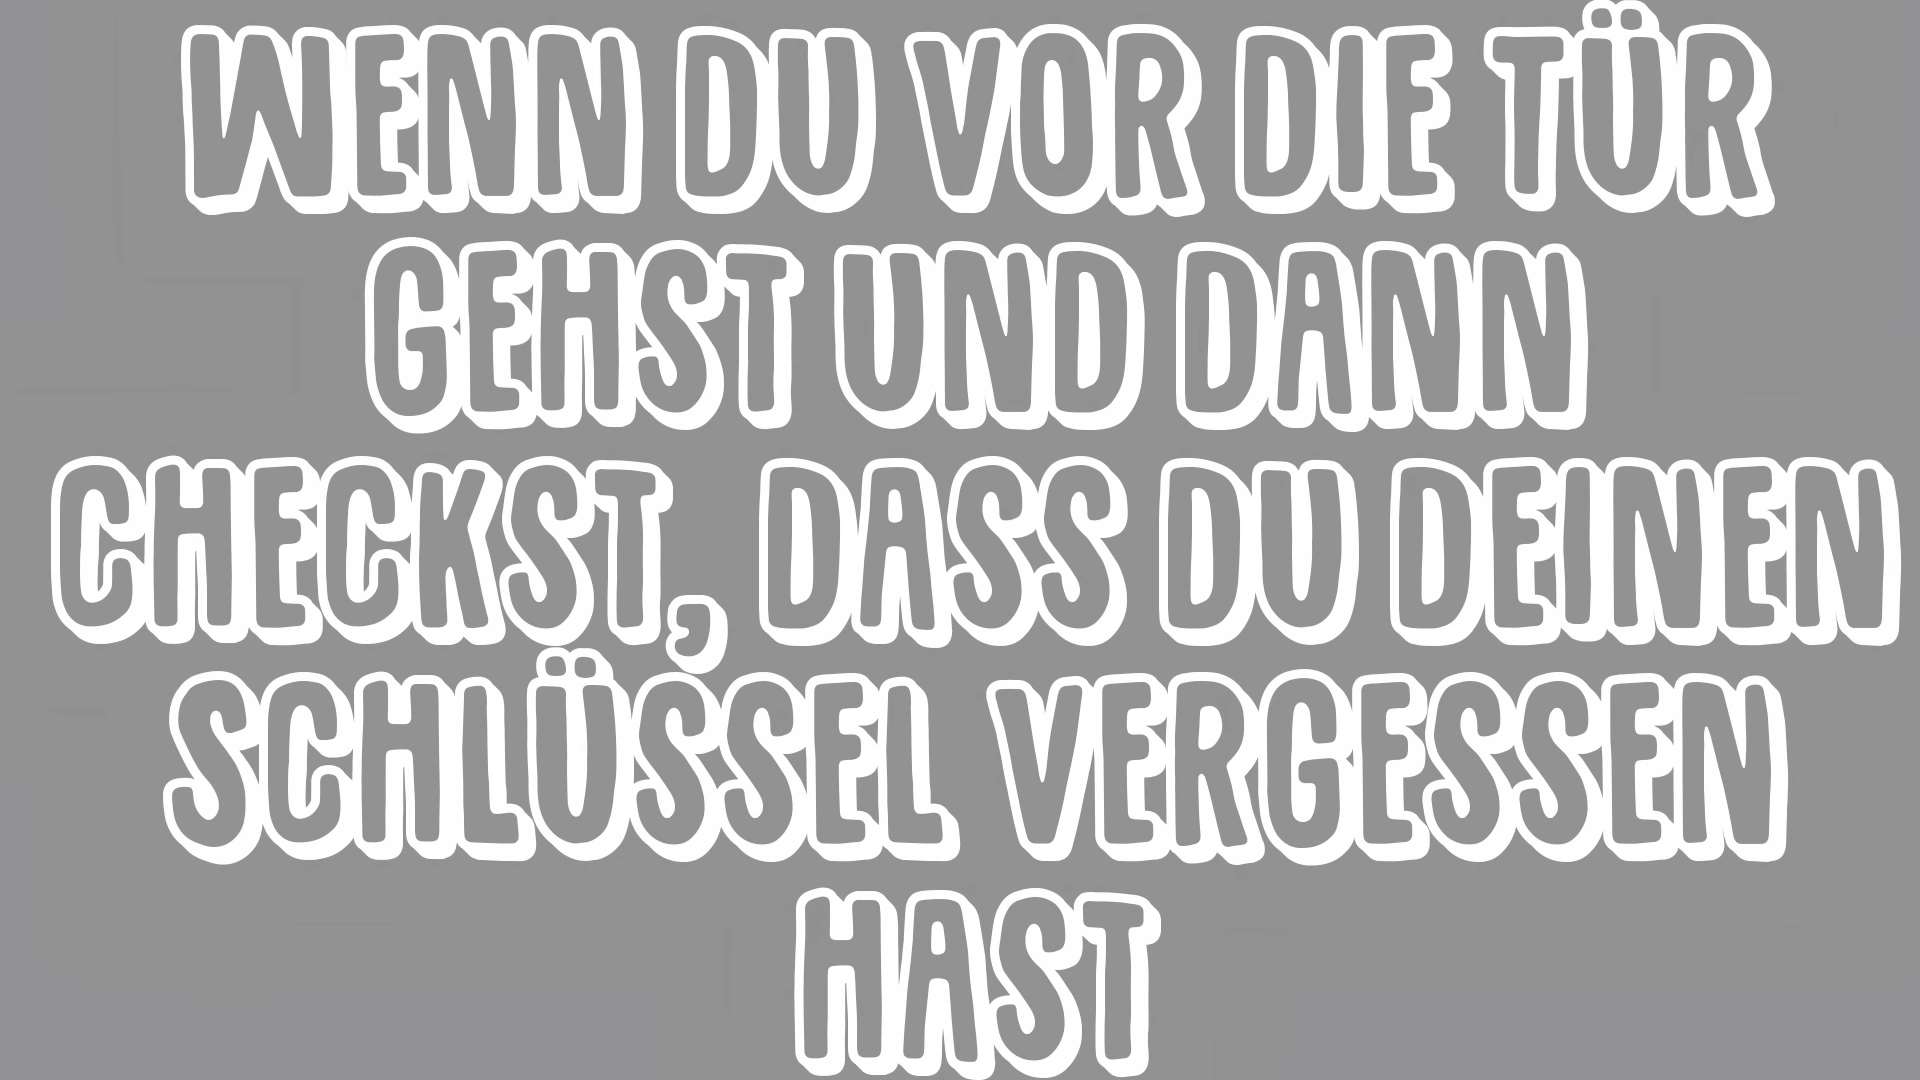 WENN DU VOR DIE TÜR
GEHST UND DANN
CHECKST, DASS DU DEINEN
SCHLÜSSEL VERGESSEN
HAST